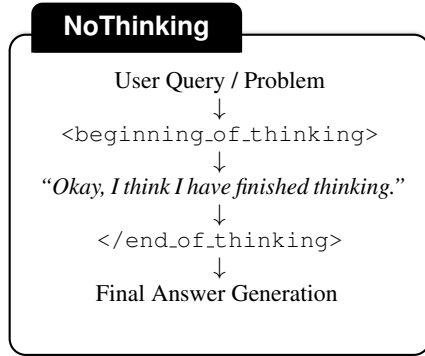 NoThinking
User Query / Problem
↓
<beginning_of_thinking>
↓
“Okay, I think I have finished thinking.”
↓
</end_of_thinking>
↓
Final Answer Generation